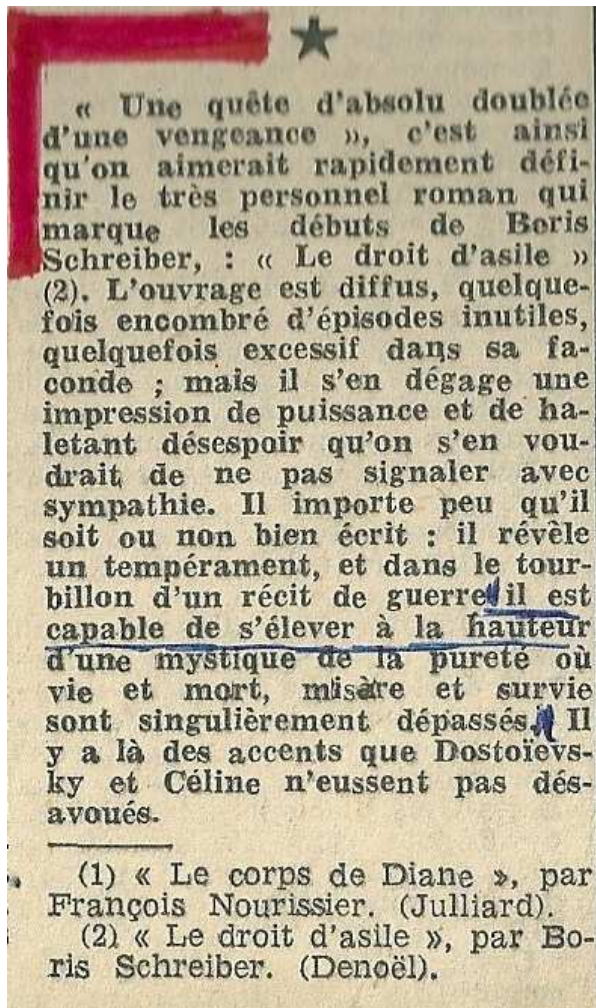 « Une quête d'absolu doublée
d'une vengeance », c'est ainsi
qu'on aimerait rapidement défi-
nir le très personnel roman qui
marque les débuts de Boris
Schreiber, : « Le droit d'asile »
(2). L'ouvrage est diffus, quelque-
fois encombré d'épisodes inutiles,
quelquefois excessif dans sa fa-
conde ; mais il s'en dégage une
impression de puissance et de ha-
letant désespoir qu'on s'en vou-
drait de ne pas signaler avec
sympathie. Il importe peu qu'il
soit ou non bien écrit : il révèle
un tempérament, et dans le tour-
billon d'un récit de guerre il est
capable de s'élever à la hauteur
d'une mystique de la pureté où
vie et mort, misère et survie
sont singulièrement dépassés. Il
y a là des accents que Dostoïevs-
ky et Céline n'eussent pas dés-
avoués.
(1) « Le corps de Diane », par
François Nourissier. (Julliard).
(2) « Le droit d'asile », par Bo-
ris Schreiber. (Denoël).